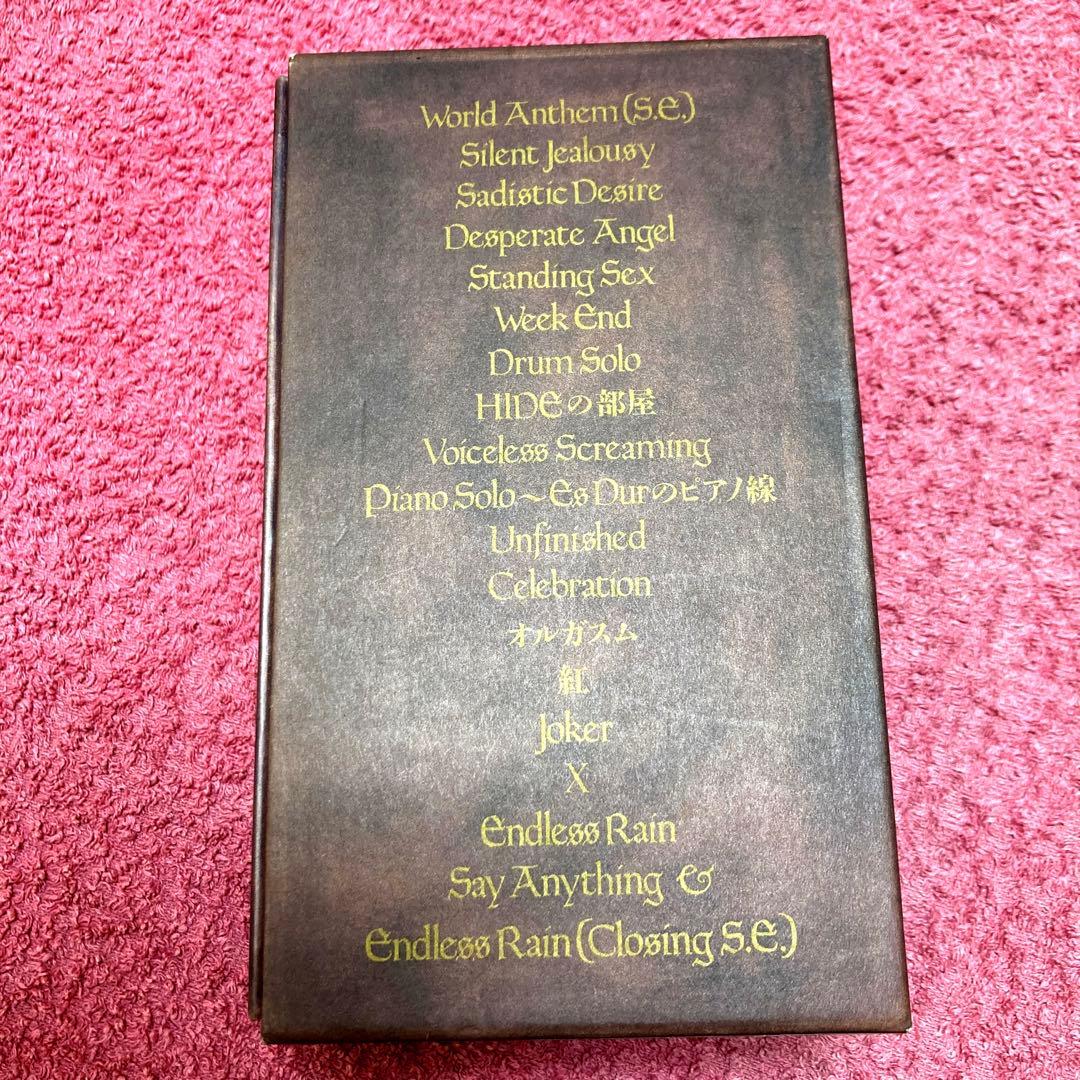 World Anthem (S.E.)
Silent Jealousy
Sadistic Desire
Desperate Angel
Standing Sex
Week End
Drum Solo
HIDEの部屋
Voiceless Screaming
Piano Solo～Es Durのピアノ線
Unfinished
Celebration
オルガスム
紅
Joker
X
Endless Rain
Say Anything &
Endless Rain (Closing S.E.)